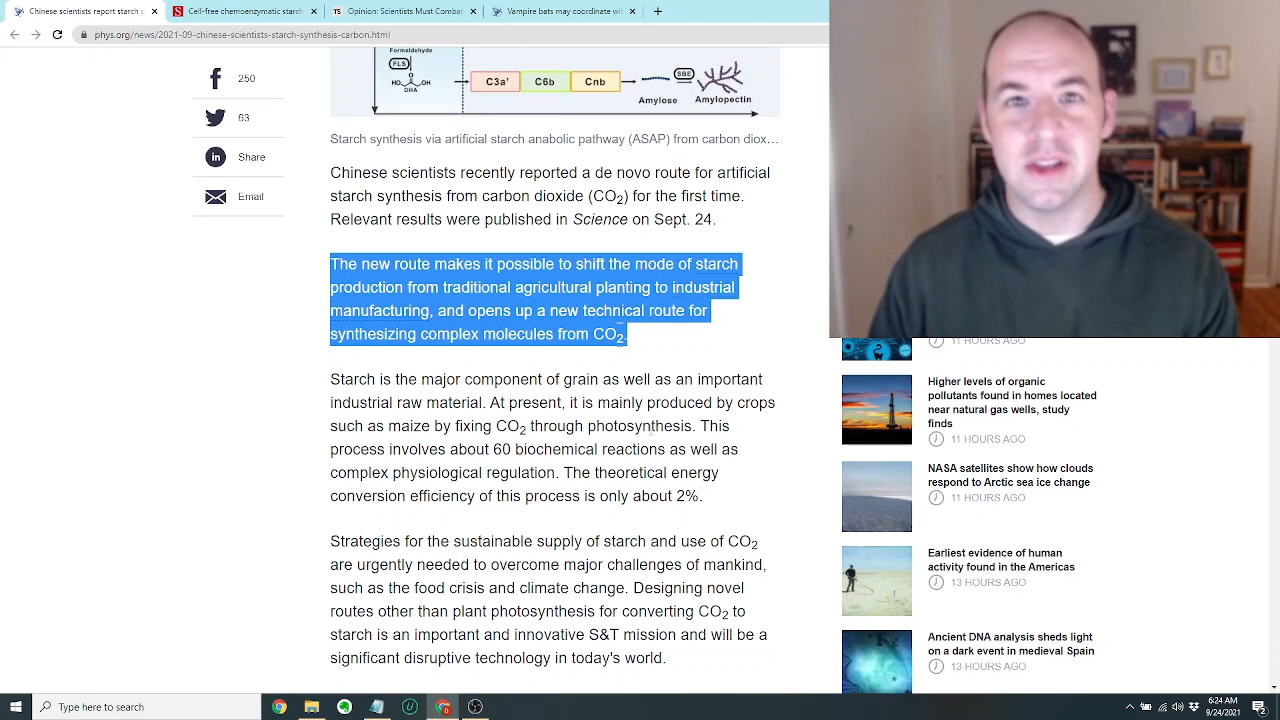 Chinese scientists report starch s
Cell-free chemoenzymatic starch s
TS Opinion: Scientists Must Combat
Vampire bats may coordinate wit
phys.org/news/2021-09-chinese-scientists-starch-synthesis-carbon.html
250
63
Share
Email
Formaldehyde
FLS
HO OH
O
DHA
C3a'
C6b
Cnb
SBE
Amylose
Amylopectin
Starch synthesis via artificial starch anabolic pathway (ASAP) from carbon diox…
Chinese scientists recently reported a de novo route for artificial
starch synthesis from carbon dioxide (CO2) for the first time.
Relevant results were published in Science on Sept. 24.
The new route makes it possible to shift the mode of starch
production from traditional agricultural planting to industrial
manufacturing, and opens up a new technical route for
synthesizing complex molecules from CO2.
Starch is the major component of grain as well as an important
industrial raw material. At present, it is mainly produced by crops
such as maize by fixing CO2 through photosynthesis. This
process involves about 60 biochemical reactions as well as
complex physiological regulation. The theoretical energy
conversion efficiency of this process is only about 2%.
Strategies for the sustainable supply of starch and use of CO2
are urgently needed to overcome major challenges of mankind,
such as the food crisis and climate change. Designing novel
routes other than plant photosynthesis for converting CO2 to
starch is an important and innovative S&T mission and will be a
significant disruptive technology in today's world.
11 HOURS AGO
Higher levels of organic
pollutants found in homes located
near natural gas wells, study
finds
11 HOURS AGO
NASA satellites show how clouds
respond to Arctic sea ice change
11 HOURS AGO
Earliest evidence of human
activity found in the Americas
13 HOURS AGO
Ancient DNA analysis sheds light
on a dark event in medieval Spain
13 HOURS AGO
Type here to search
6:24 AM
9/24/2021